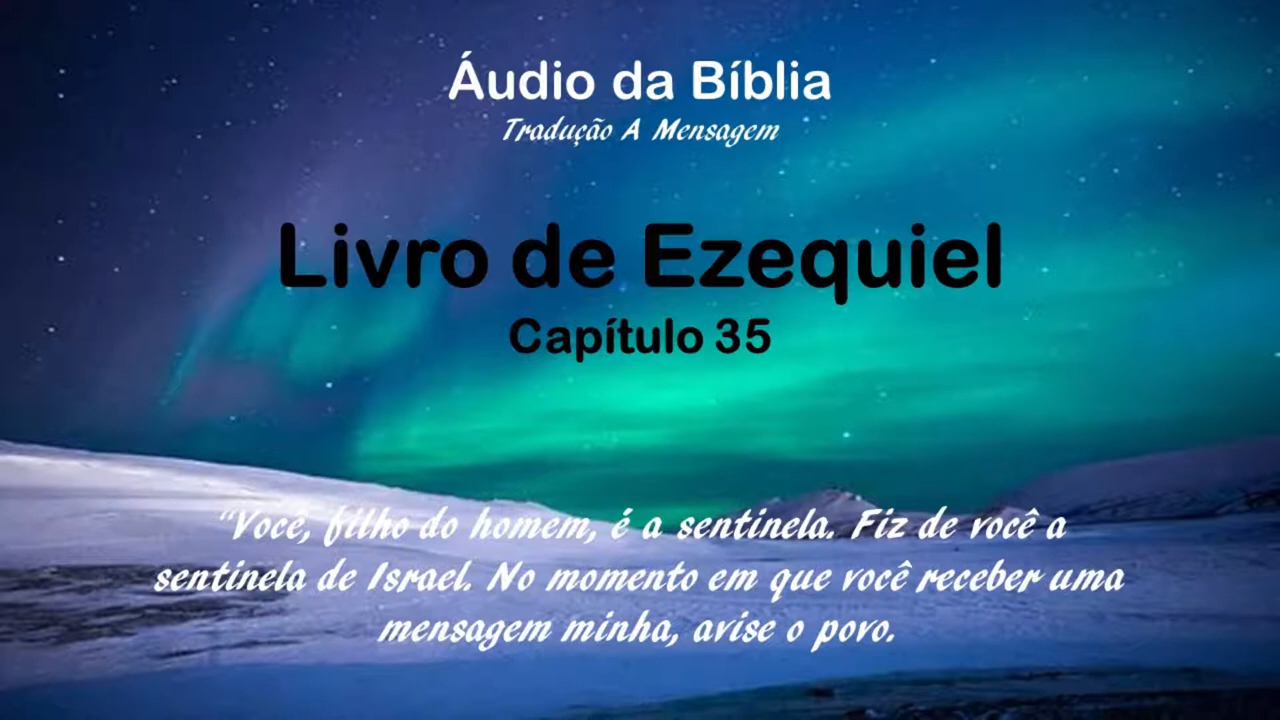 Áudio da Bíblia
Tradução A Mensagem
Livro de Ezequiel
Capítulo 35
“Você, filho do homem, é a sentinela. Fiz de você a
sentinela de Israel. No momento em que você receber uma
mensagem minha, avise o povo.